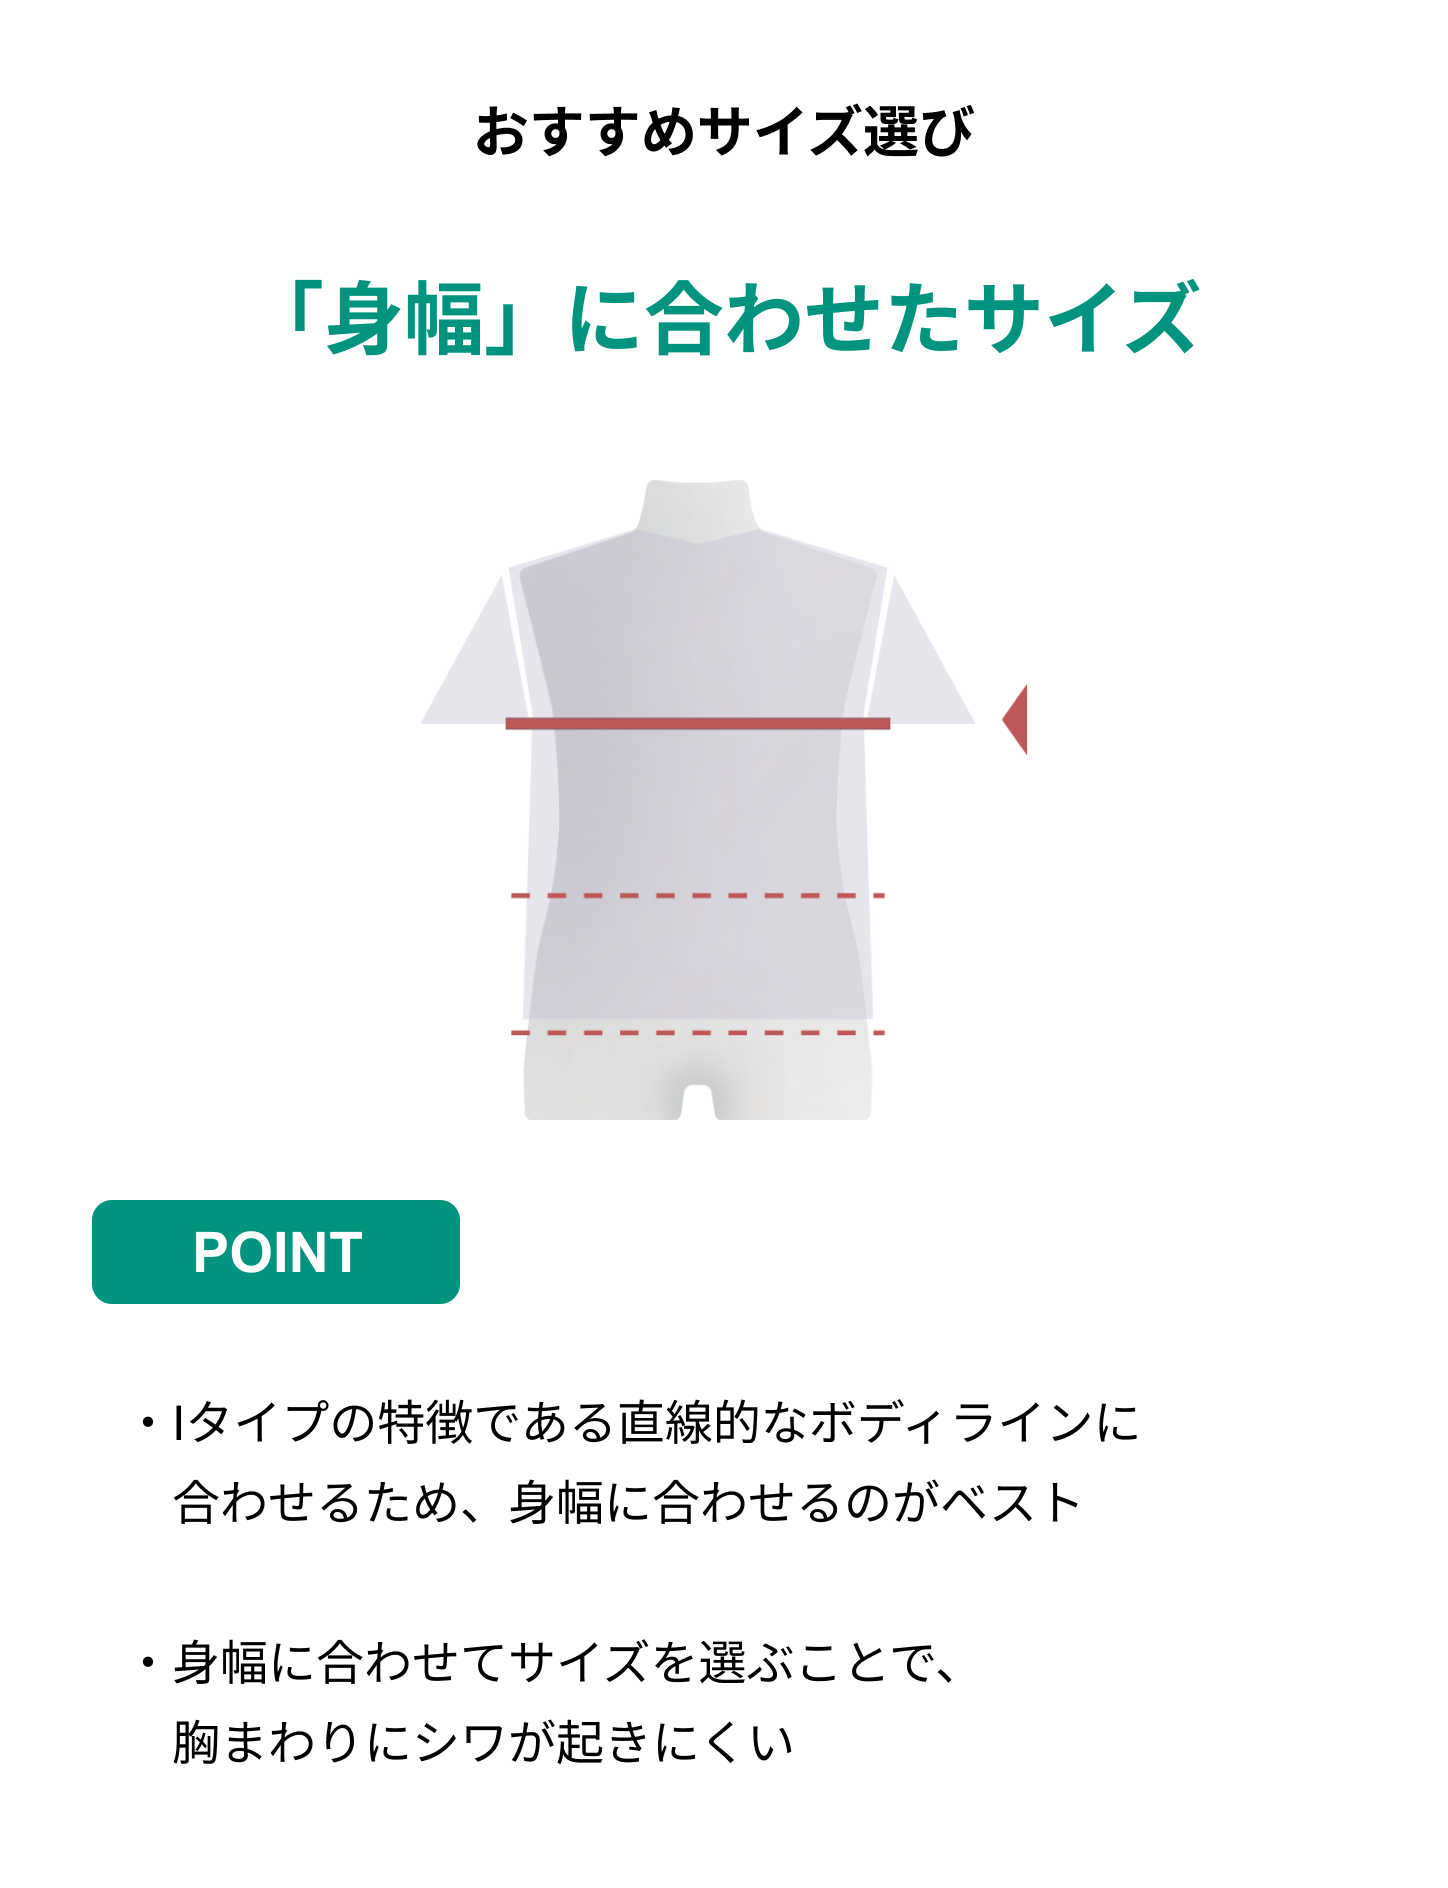 おすすめサイズ選び
「身幅」に合わせたサイズ
POINT
・Iタイプの特徴である直線的なボディラインに
合わせるため、身幅に合わせるのがベスト
・身幅に合わせてサイズを選ぶことで、
胸まわりにシワが起きにくい